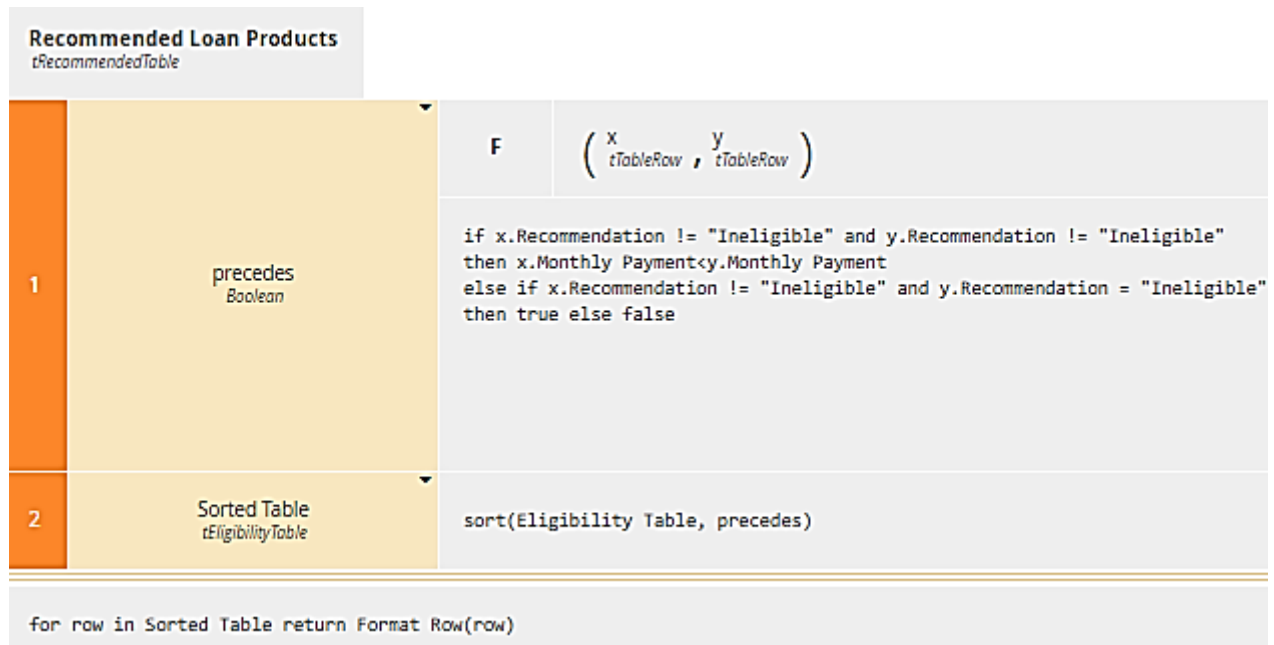 Recommended Loan Products
tRecommendedTable
F
( x , y )
tTableRow tTableRow
1
precedes
Boolean
if x.Recommendation != "Ineligible" and y.Recommendation != "Ineligible"
then x.Monthly Payment<y.Monthly Payment
else if x.Recommendation != "Ineligible" and y.Recommendation = "Ineligible"
then true else false
2
Sorted Table
tEligibilityTable
sort(Eligibility Table, precedes)
for row in Sorted Table return Format Row(row)